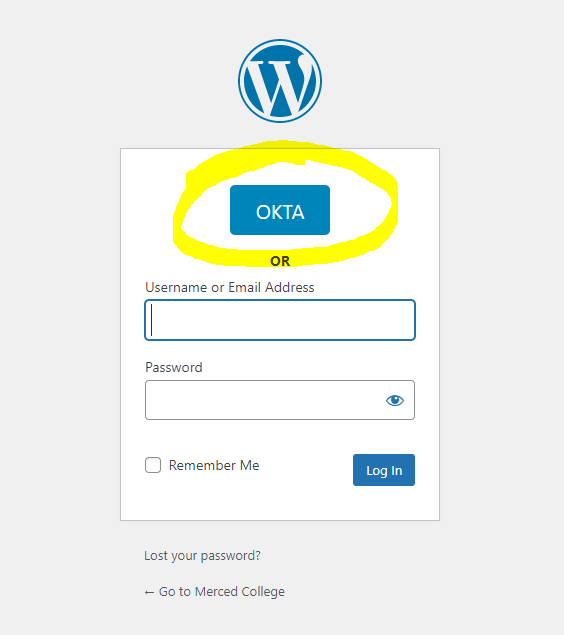 OKTA
OR
Username or Email Address
Password
Remember Me
Log In
Lost your password?
← Go to Merced College